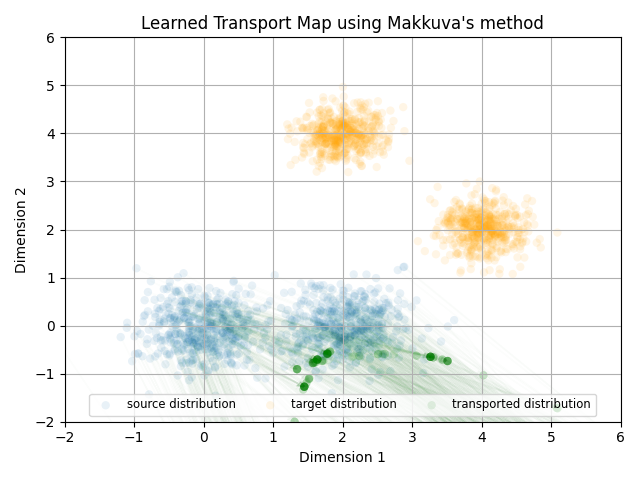 Learned Transport Map using Makkuva's method
6
5
4
3
2
1
0
−1
−2
Dimension 2
source distribution target distribution transported distribution
−2 −1 0 1 2 3 4 5 6
Dimension 1